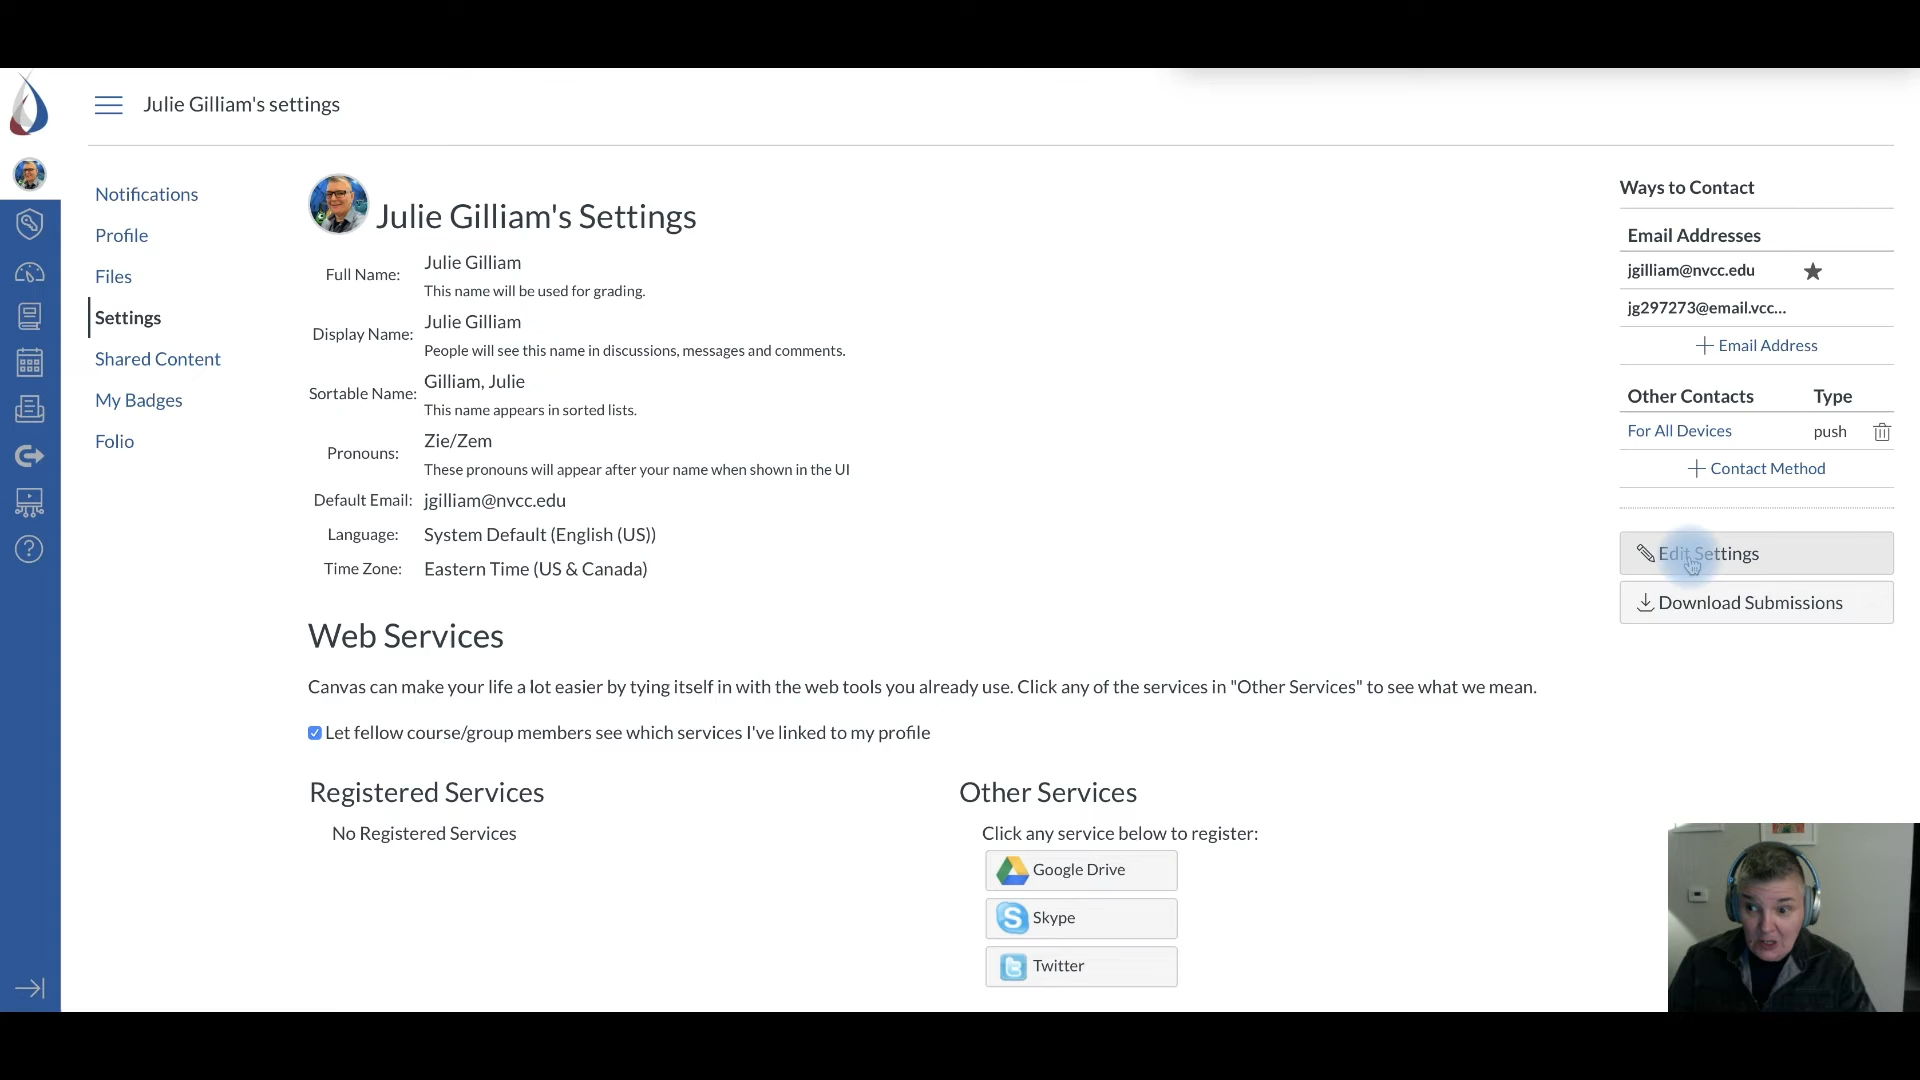 Julie Gilliam's settings
Notifications
Profile
Files
Settings
Shared Content
My Badges
Folio
Julie Gilliam's Settings
Full Name: Julie Gilliam
This name will be used for grading.
Display Name: Julie Gilliam
People will see this name in discussions, messages and comments.
Sortable Name: Gilliam, Julie
This name appears in sorted lists.
Pronouns: Zie/Zem
These pronouns will appear after your name when shown in the UI
Default Email: jgilliam@nvcc.edu
Language: System Default (English (US))
Time Zone: Eastern Time (US & Canada)
Web Services
Canvas can make your life a lot easier by tying itself in with the web tools you already use. Click any of the services in "Other Services" to see what we mean.
Let fellow course/group members see which services I've linked to my profile
Registered Services
No Registered Services
Other Services
Click any service below to register:
Google Drive
Skype
Twitter
Ways to Contact
Email Addresses
jgilliam@nvcc.edu
jg297273@email.vcc...
+ Email Address
Other Contacts Type
For All Devices push
+ Contact Method
Edit Settings
Download Submissions